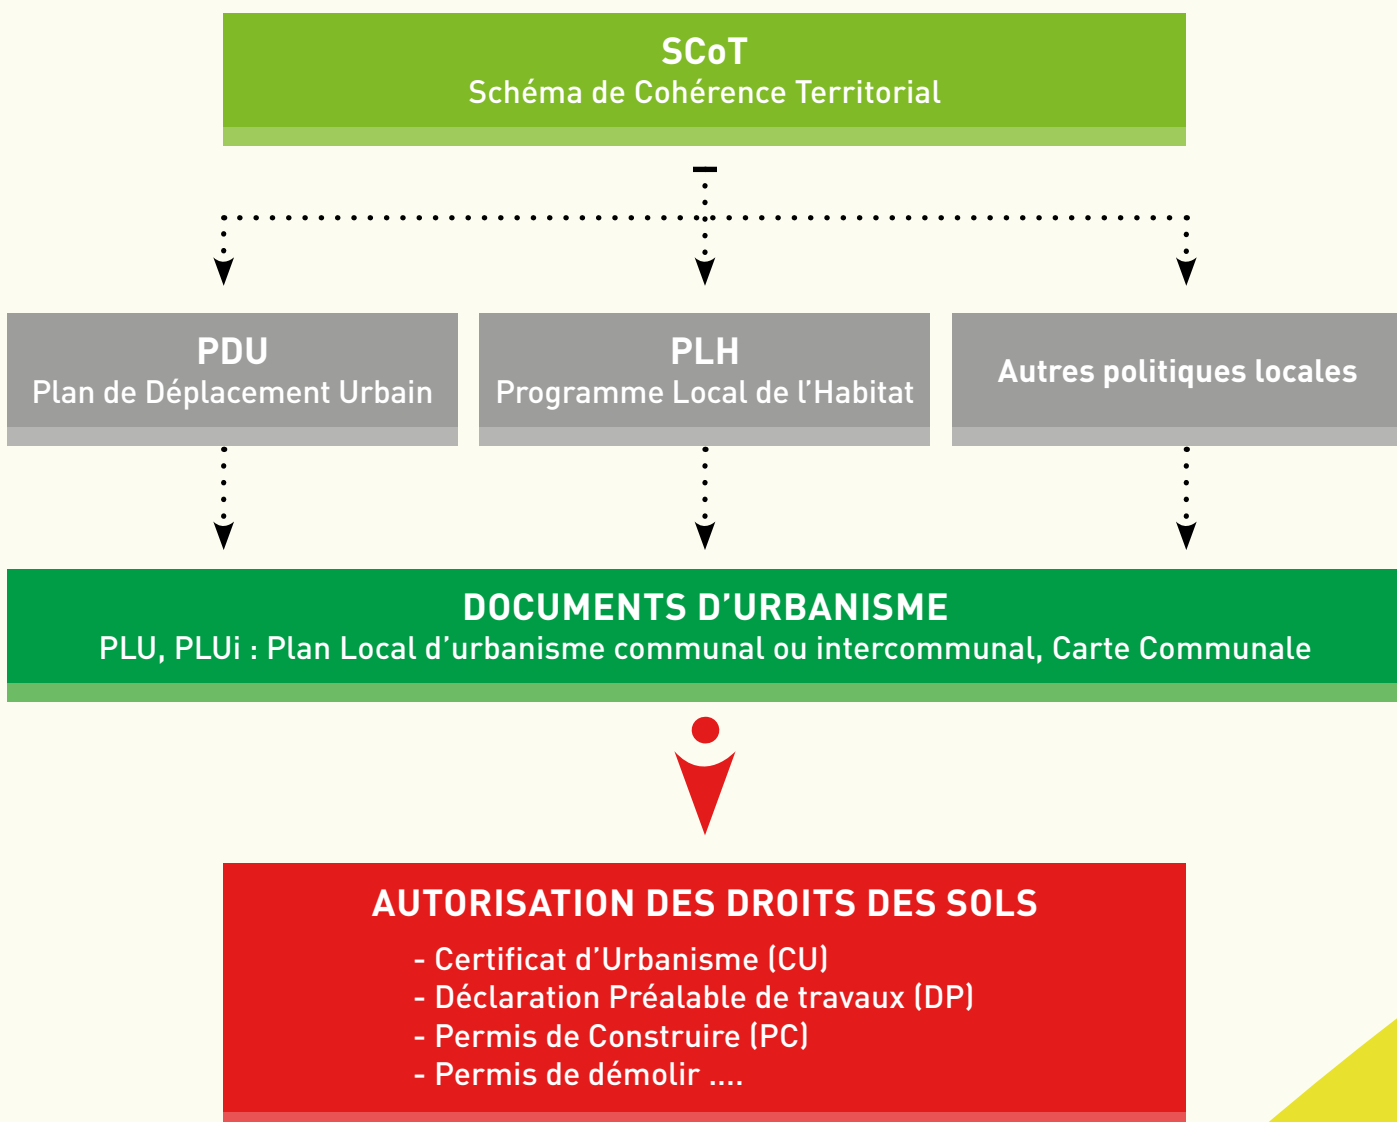 SCoT
Schéma de Cohérence Territorial
PDU
Plan de Déplacement Urbain
PLH
Programme Local de l’Habitat
Autres politiques locales
DOCUMENTS D’URBANISME
PLU, PLUi : Plan Local d’urbanisme communal ou intercommunal, Carte Communale
AUTORISATION DES DROITS DES SOLS
- Certificat d’Urbanisme (CU)
- Déclaration Préalable de travaux (DP)
- Permis de Construire (PC)
- Permis de démolir ....